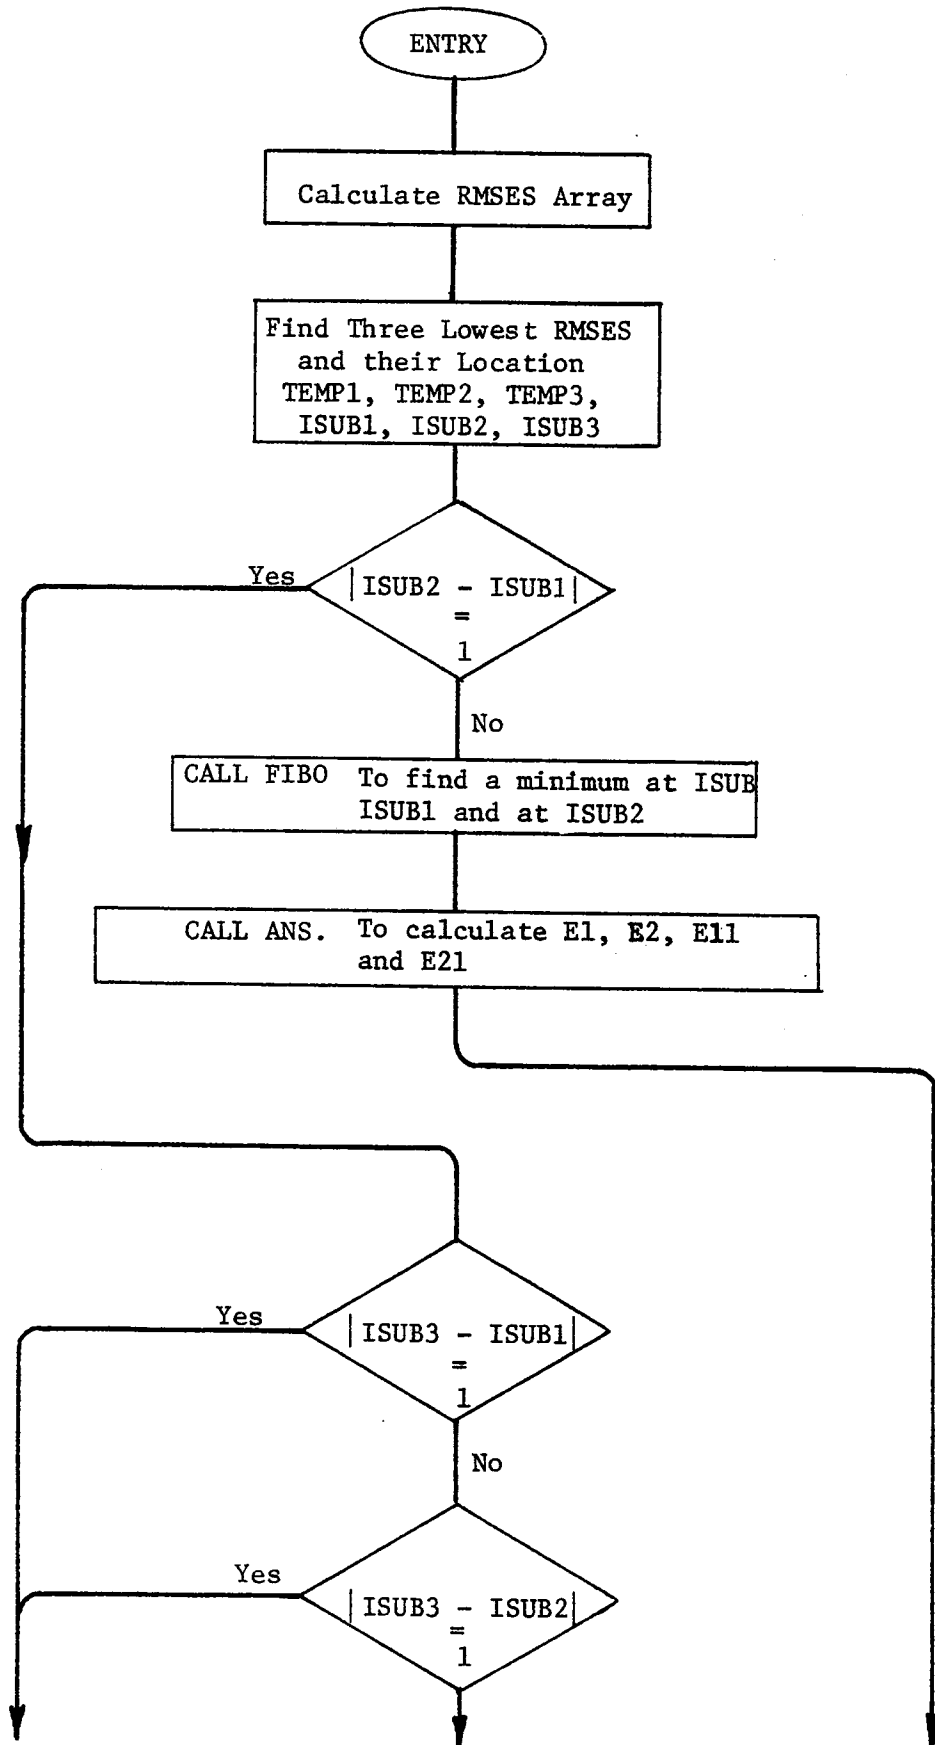 ENTRY
Calculate RMSES Array
Find Three Lowest RMSES
and their Location
TEMP1, TEMP2, TEMP3,
ISUB1, ISUB2, ISUB3
Yes
|ISUB2 - ISUB1|
=
1
No
CALL FIBO To find a minimum at ISUB
ISUB1 and at ISUB2
CALL ANS. To calculate E1, E2, E11
and E21
Yes
|ISUB3 - ISUB1|
=
1
No
Yes
|ISUB3 - ISUB2|
=
1